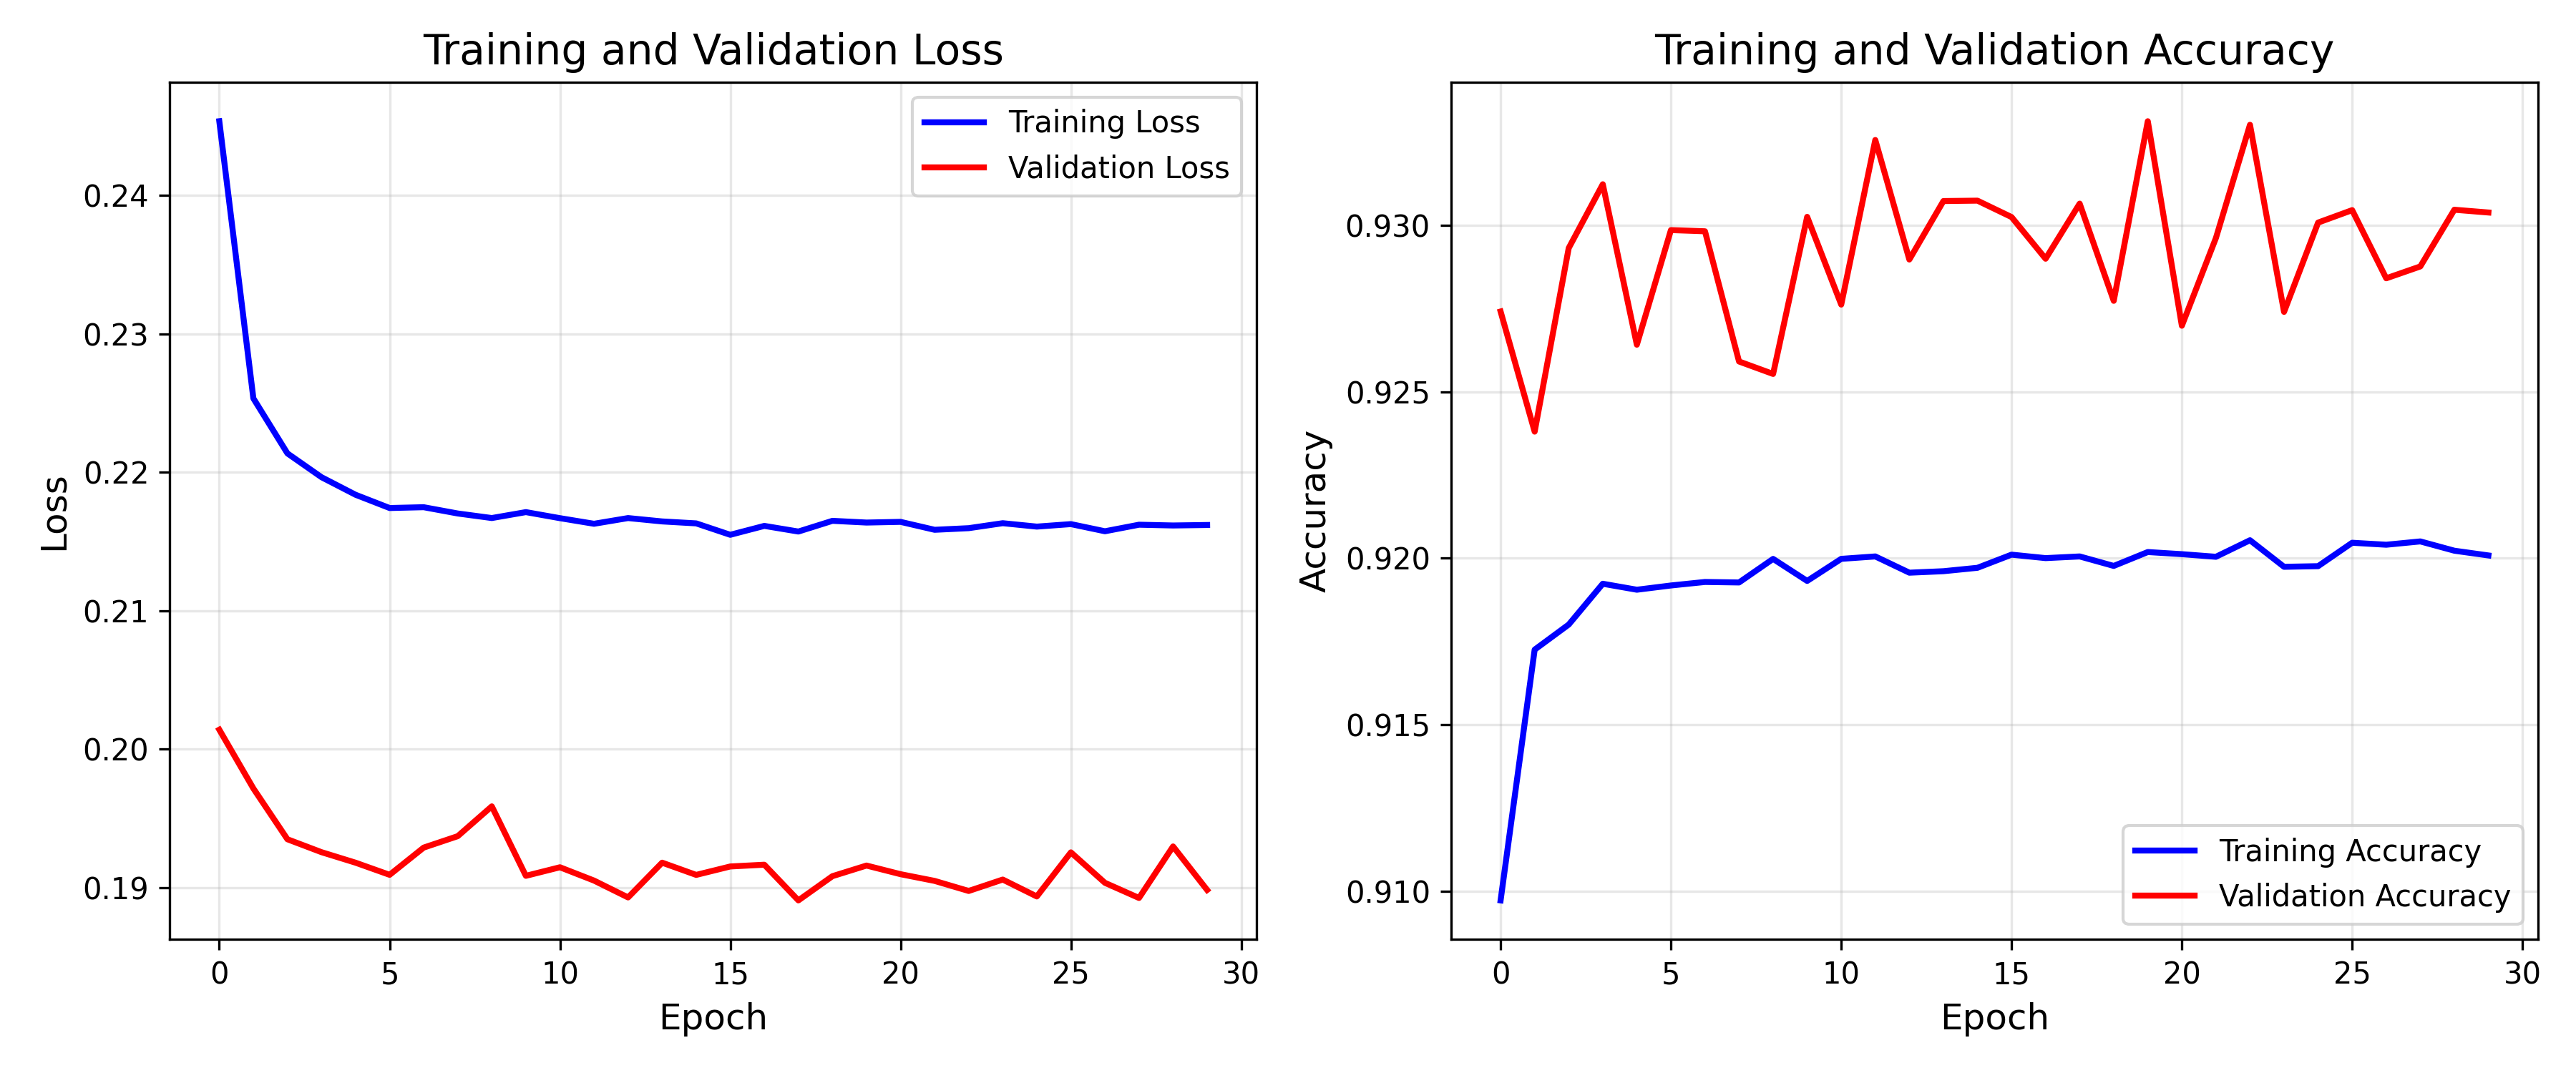 Training and Validation Loss
Training Loss
Validation Loss
0.24
0.23
0.22
0.21
0.20
0.19
Loss
0 5 10 15 20 25 30
Epoch
Training and Validation Accuracy
0.930
0.925
0.920
0.915
0.910
Accuracy
Training Accuracy
Validation Accuracy
0 5 10 15 20 25 30
Epoch